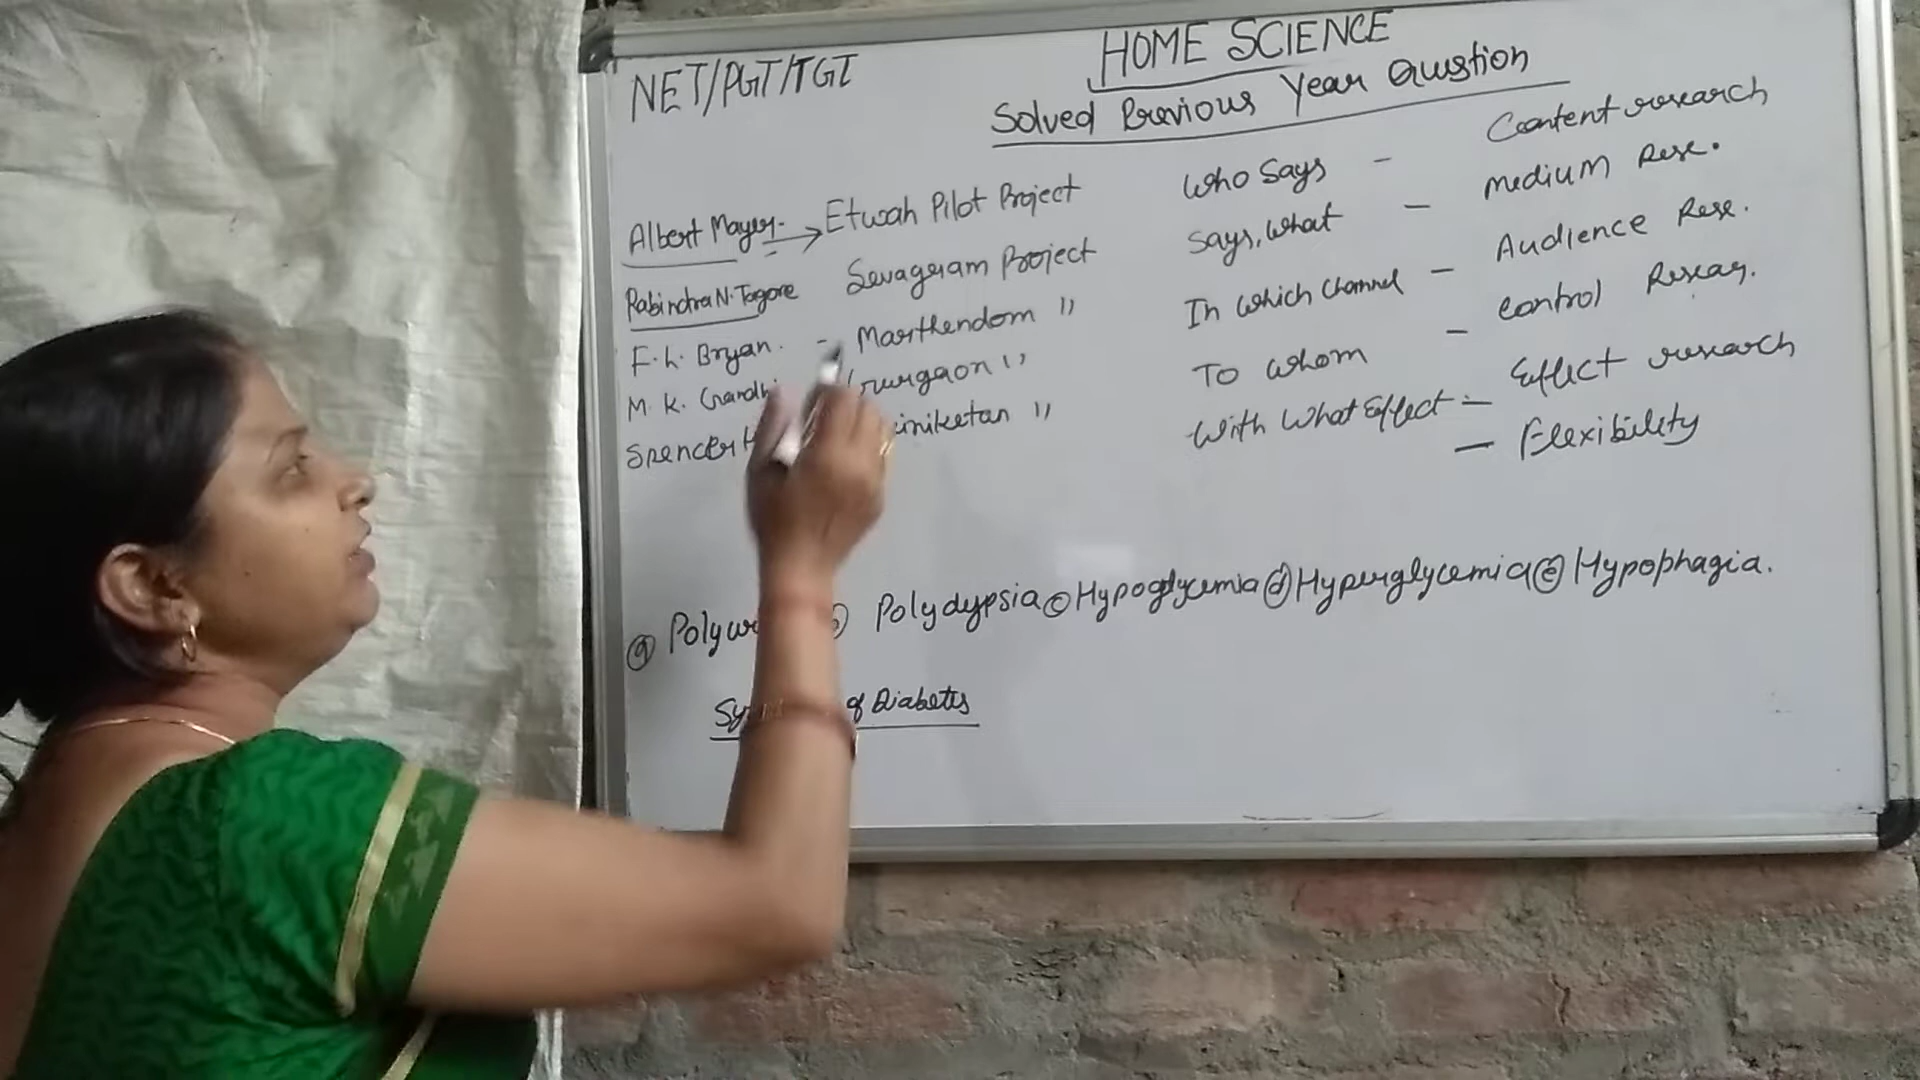 NET/PGT/TGT
HOME SCIENCE
Solved Previous Year Question
Albert Mayer. → Etwah Pilot Project
Rabindra N. Tagore Sevagram Project
F. L. Bryan. - Marthendom "
M. K. Gandhi Gurgaon "
Spencer
Who Says - Content research
Says, What - Medium Rese.
In Which Channel - Audience Rese.
To whom - Control Resear.
With What Effect - Effect research
- Flexibility
(a) (b) Polydypsia (c) Hypoglycemia (d) Hyperglycemia (e) Hypophagia.
of Diabetes